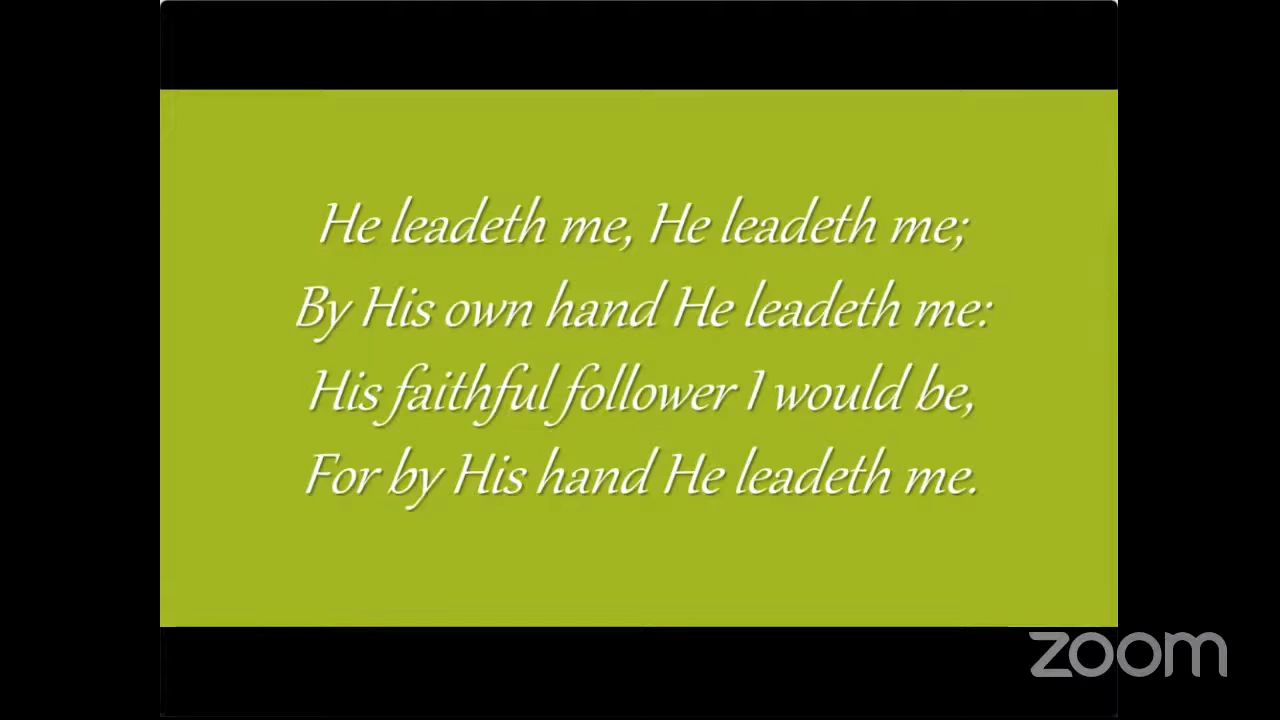 He leadeth me, He leadeth me;
By His own hand He leadeth me:
His faithful follower I would be,
For by His hand He leadeth me.
zoom